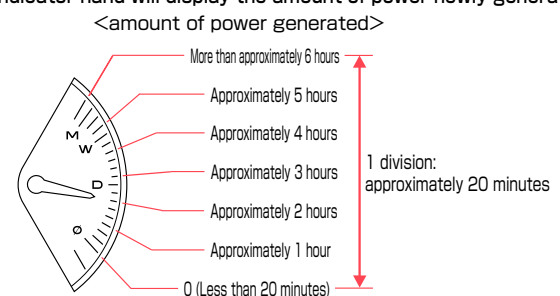 indicator hand will display the amount of power newly gener
<amount of power generated>
More than approximately 6 hours
Approximately 5 hours
Approximately 4 hours
Approximately 3 hours
Approximately 2 hours
Approximately 1 hour
0 (Less than 20 minutes)
1 division:
approximately 20 minutes
M
W
D
Ø